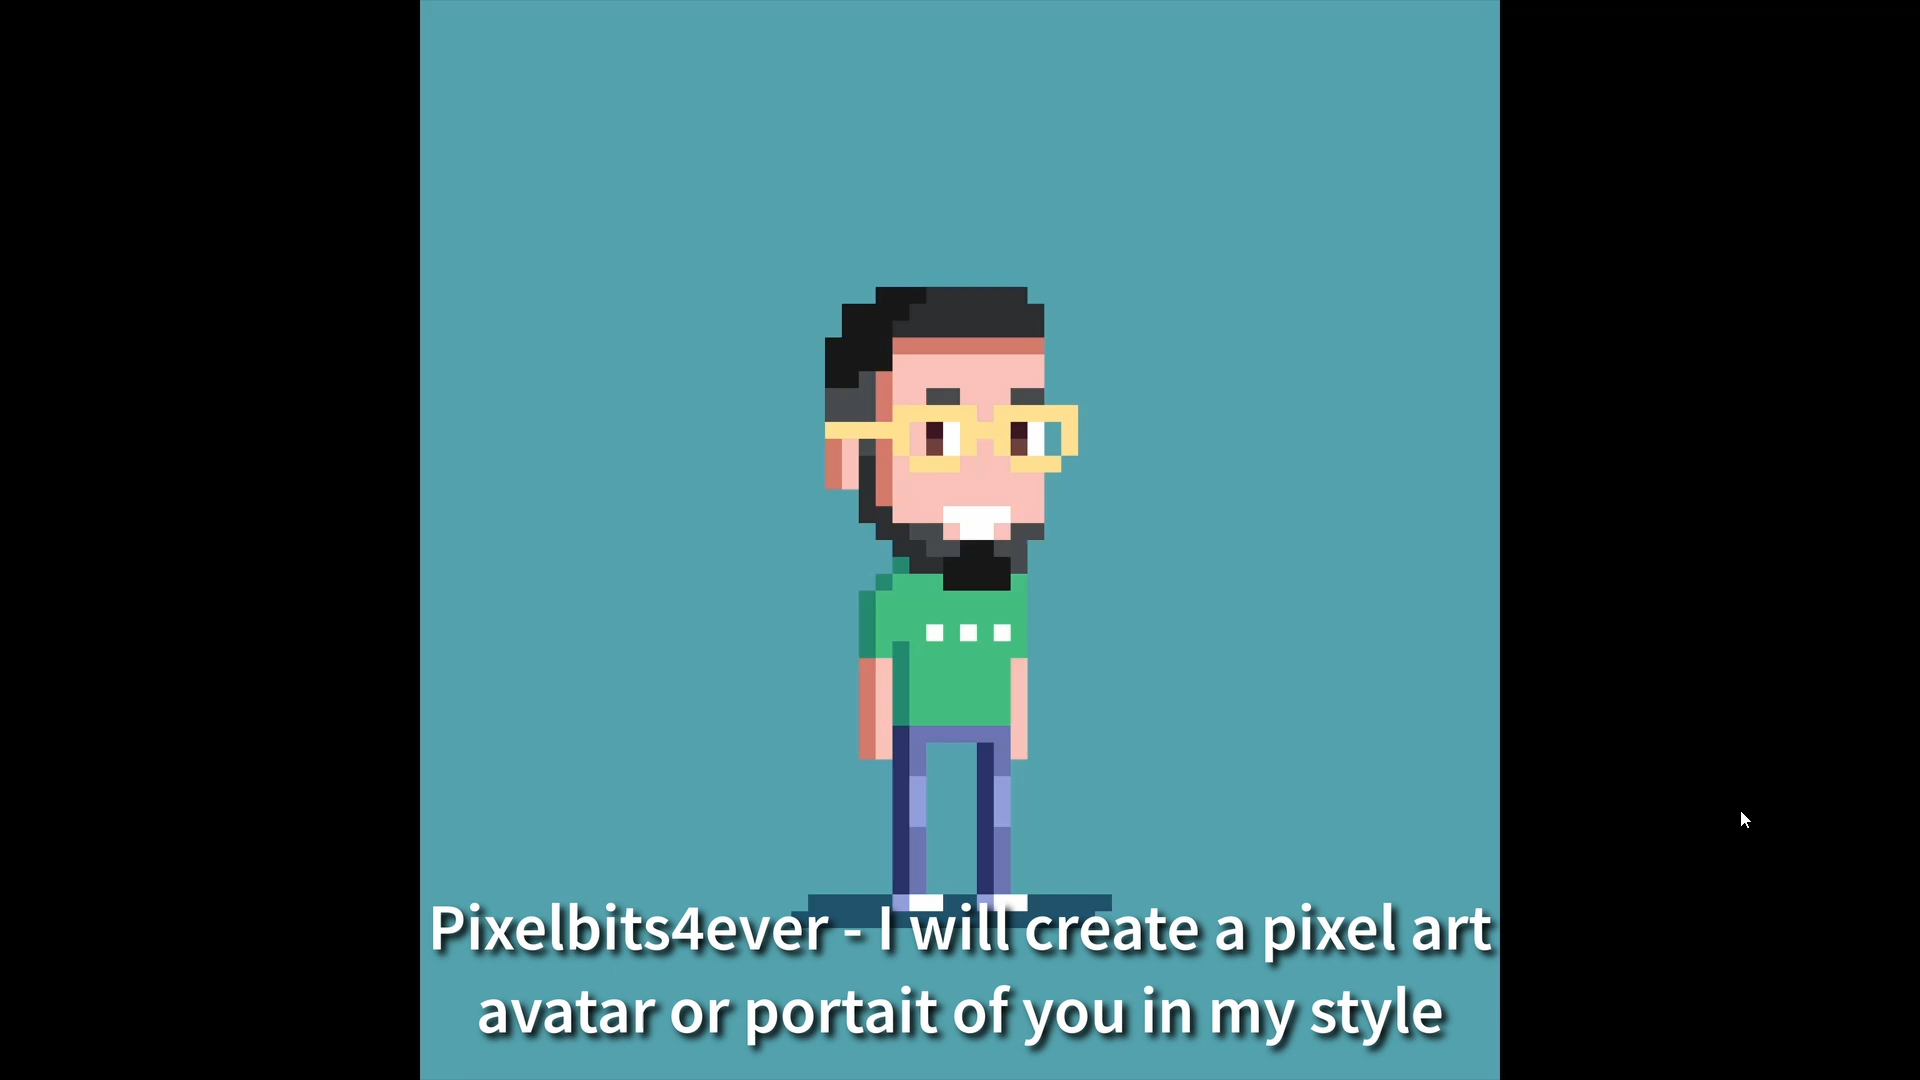 Pixelbits4ever - I will create a pixel art
avatar or portait of you in my style